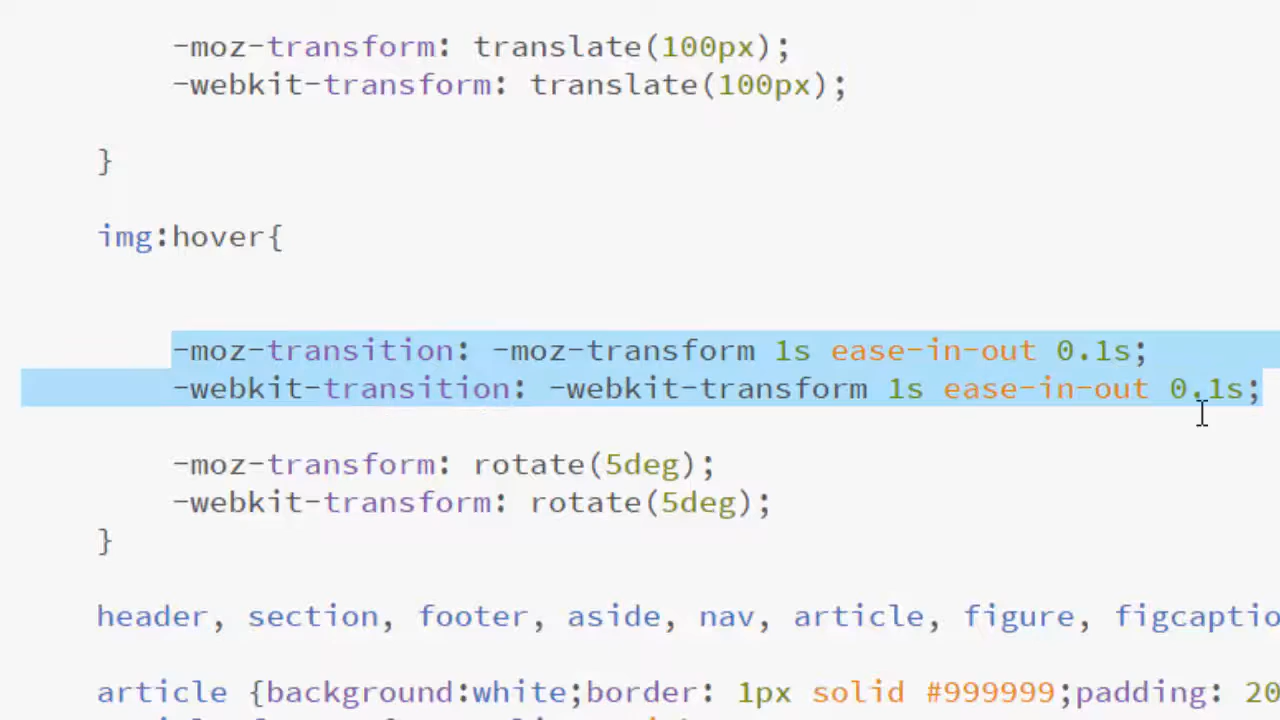 -moz-transform: translate(100px);
-webkit-transform: translate(100px);
}
img:hover{
-moz-transition: -moz-transform 1s ease-in-out 0.1s;
-webkit-transition: -webkit-transform 1s ease-in-out 0.1s;
-moz-transform: rotate(5deg);
-webkit-transform: rotate(5deg);
}
header, section, footer, aside, nav, article, figure, figcaptio
article {background:white;border: 1px solid #999999;padding: 20